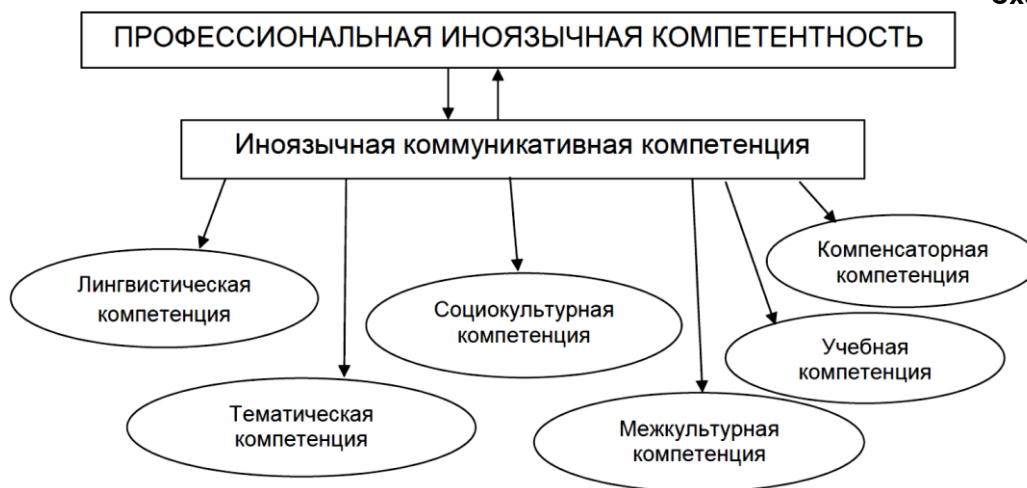 ПРОФЕССИОНАЛЬНАЯ ИНОЯЗЫЧНАЯ КОМПЕТЕНТНОСТЬ
Иноязычная коммуникативная компетенция
Лингвистическая
компетенция
Тематическая
компетенция
Социокультурная
компетенция
Межкультурная
компетенция
Учебная
компетенция
Компенсаторная
компетенция